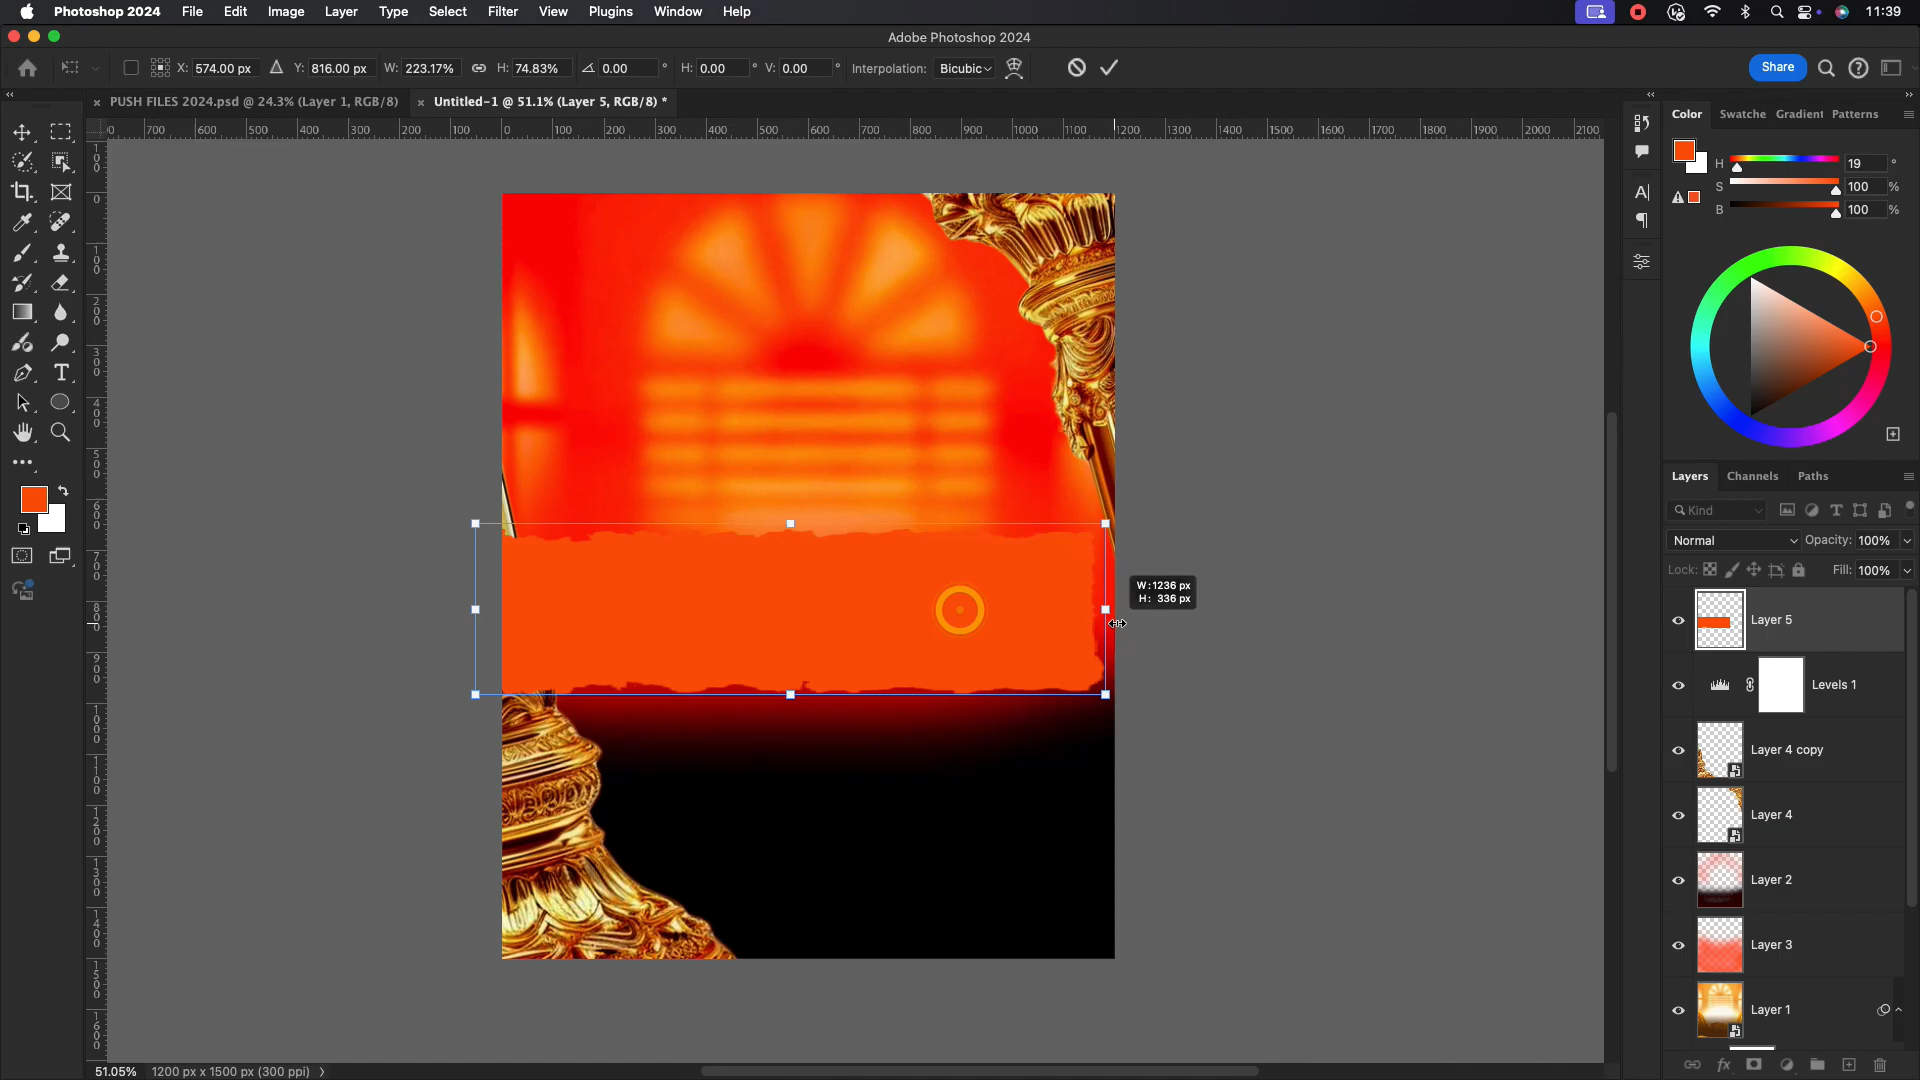 Photoshop 2024 File Edit Image Layer Type Select Filter View Plugins Window Help 11:39
Adobe Photoshop 2024
X: 574.00 px Y: 816.00 px W: 223.17% H: 74.83% 0.00 ° H: 0.00 ° V: 0.00 ° Interpolation: Bicubic Share
PUSH FILES 2024.psd @ 24.3% (Layer 1, RGB/8) Untitled-1 @ 51.1% (Layer 5, RGB/8) *
Color Swatche Gradient Patterns
H 19 °
S 100 %
B 100 %
W: 1236 px
H: 336 px
Layers Channels Paths
Kind
Normal Opacity: 100%
Lock: Fill: 100%
Layer 5
Levels 1
Layer 4 copy
Layer 4
Layer 2
Layer 3
Layer 1
51.05% 1200 px x 1500 px (300 ppi)